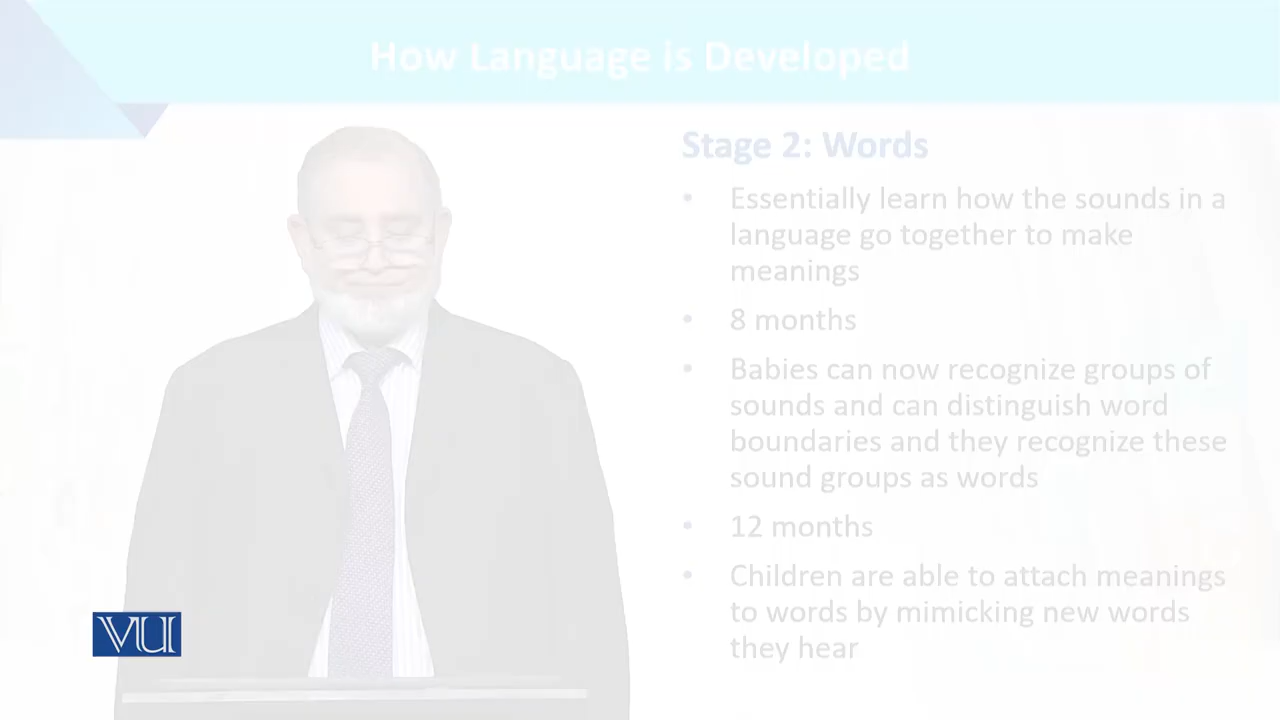 How Language is Developed
Stage 2: Words
• Essentially learn how the sounds in a
language go together to make
meanings
• 8 months
• Babies can now recognize groups of
sounds and can distinguish word
boundaries and they recognize these
sound groups as words
• 12 months
• Children are able to attach meanings
to words by mimicking new words
they hear
VU